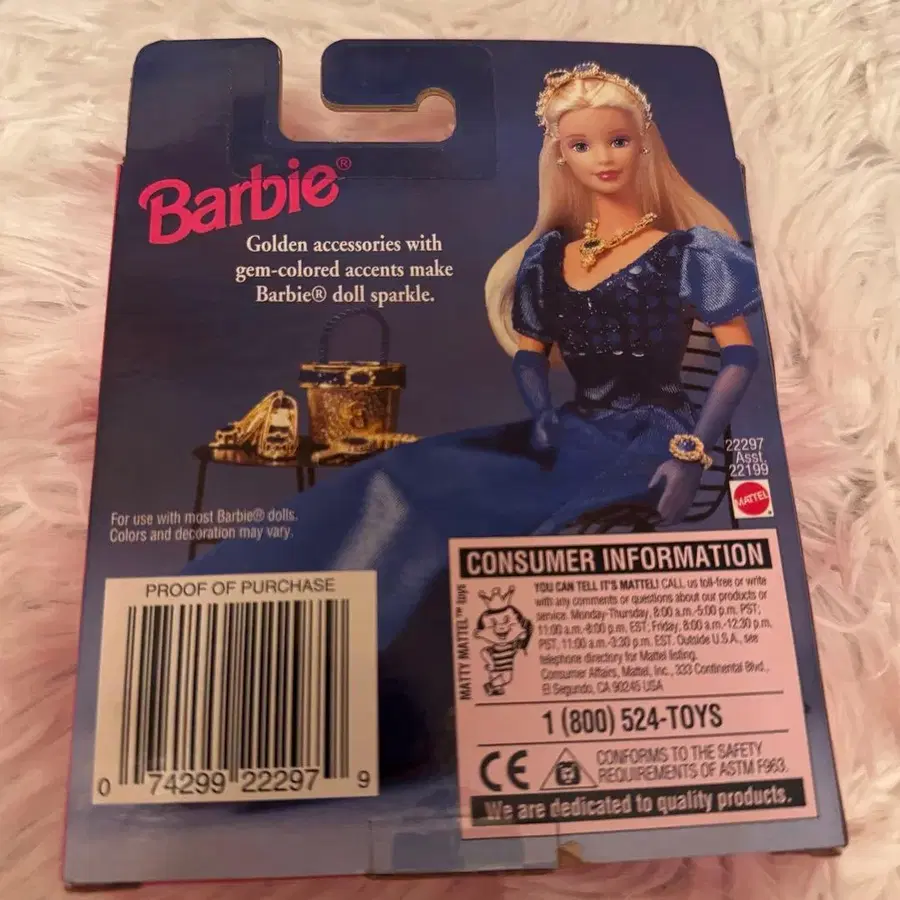 Barbie®
Golden accessories with
gem-colored accents make
Barbie® doll sparkle.
22297
Asst.
22199
MATTEL
For use with most Barbie® dolls.
Colors and decoration may vary.
PROOF OF PURCHASE
0 74299 22297 9
CONSUMER INFORMATION
MATTY MATTEL™ toys
YOU CAN TELL IT'S MATTEL! CALL us toll-free or write
with any comments or questions about our products or
service. Monday-Thursday, 8:00 a.m.-5:00 p.m. PST;
11:00 a.m.-8:00 p.m. EST; Friday, 8:00 a.m.-12:30 p.m.
PST, 11:00 a.m.-3:30 p.m. EST. Outside U.S.A., see
telephone directory for Mattel listing.
Consumer Affairs, Mattel, Inc., 333 Continental Blvd.,
El Segundo, CA 90245 USA
1 (800) 524-TOYS
CE
CONFORMS TO THE SAFETY
REQUIREMENTS OF ASTM F963.
We are dedicated to quality products.